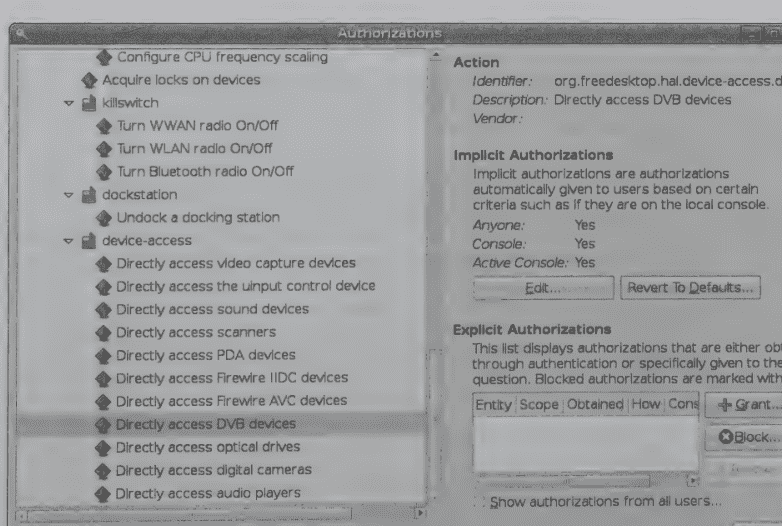 Authorizations
Configure CPU frequency scaling
Acquire locks on devices
killswitch
Turn WWAN radio On/Off
Turn WLAN radio On/Off
Turn Bluetooth radio On/Off
dockstation
Undock a docking station
device-access
Directly access video capture devices
Directly access the uinput control device
Directly access sound devices
Directly access scanners
Directly access PDA devices
Directly access Firewire IIDC devices
Directly access Firewire AVC devices
Directly access DVB devices
Directly access optical drives
Directly access digital cameras
Directly access audio players
Action
Identifier: org.freedesktop.hal.device-access.d
Description: Directly access DVB devices
Vendor:
Implicit Authorizations
Implicit authorizations are authorizations
automatically given to users based on certain
criteria such as if they are on the local console.
Anyone: Yes
Console: Yes
Active Console: Yes
Edit...
Revert To Defaults...
Explicit Authorizations
This list displays authorizations that are either obt
through authentication or specifically given to the
question. Blocked authorizations are marked with
Entity Scope Obtained How Cons
Grant...
Block...
Show authorizations from all users...